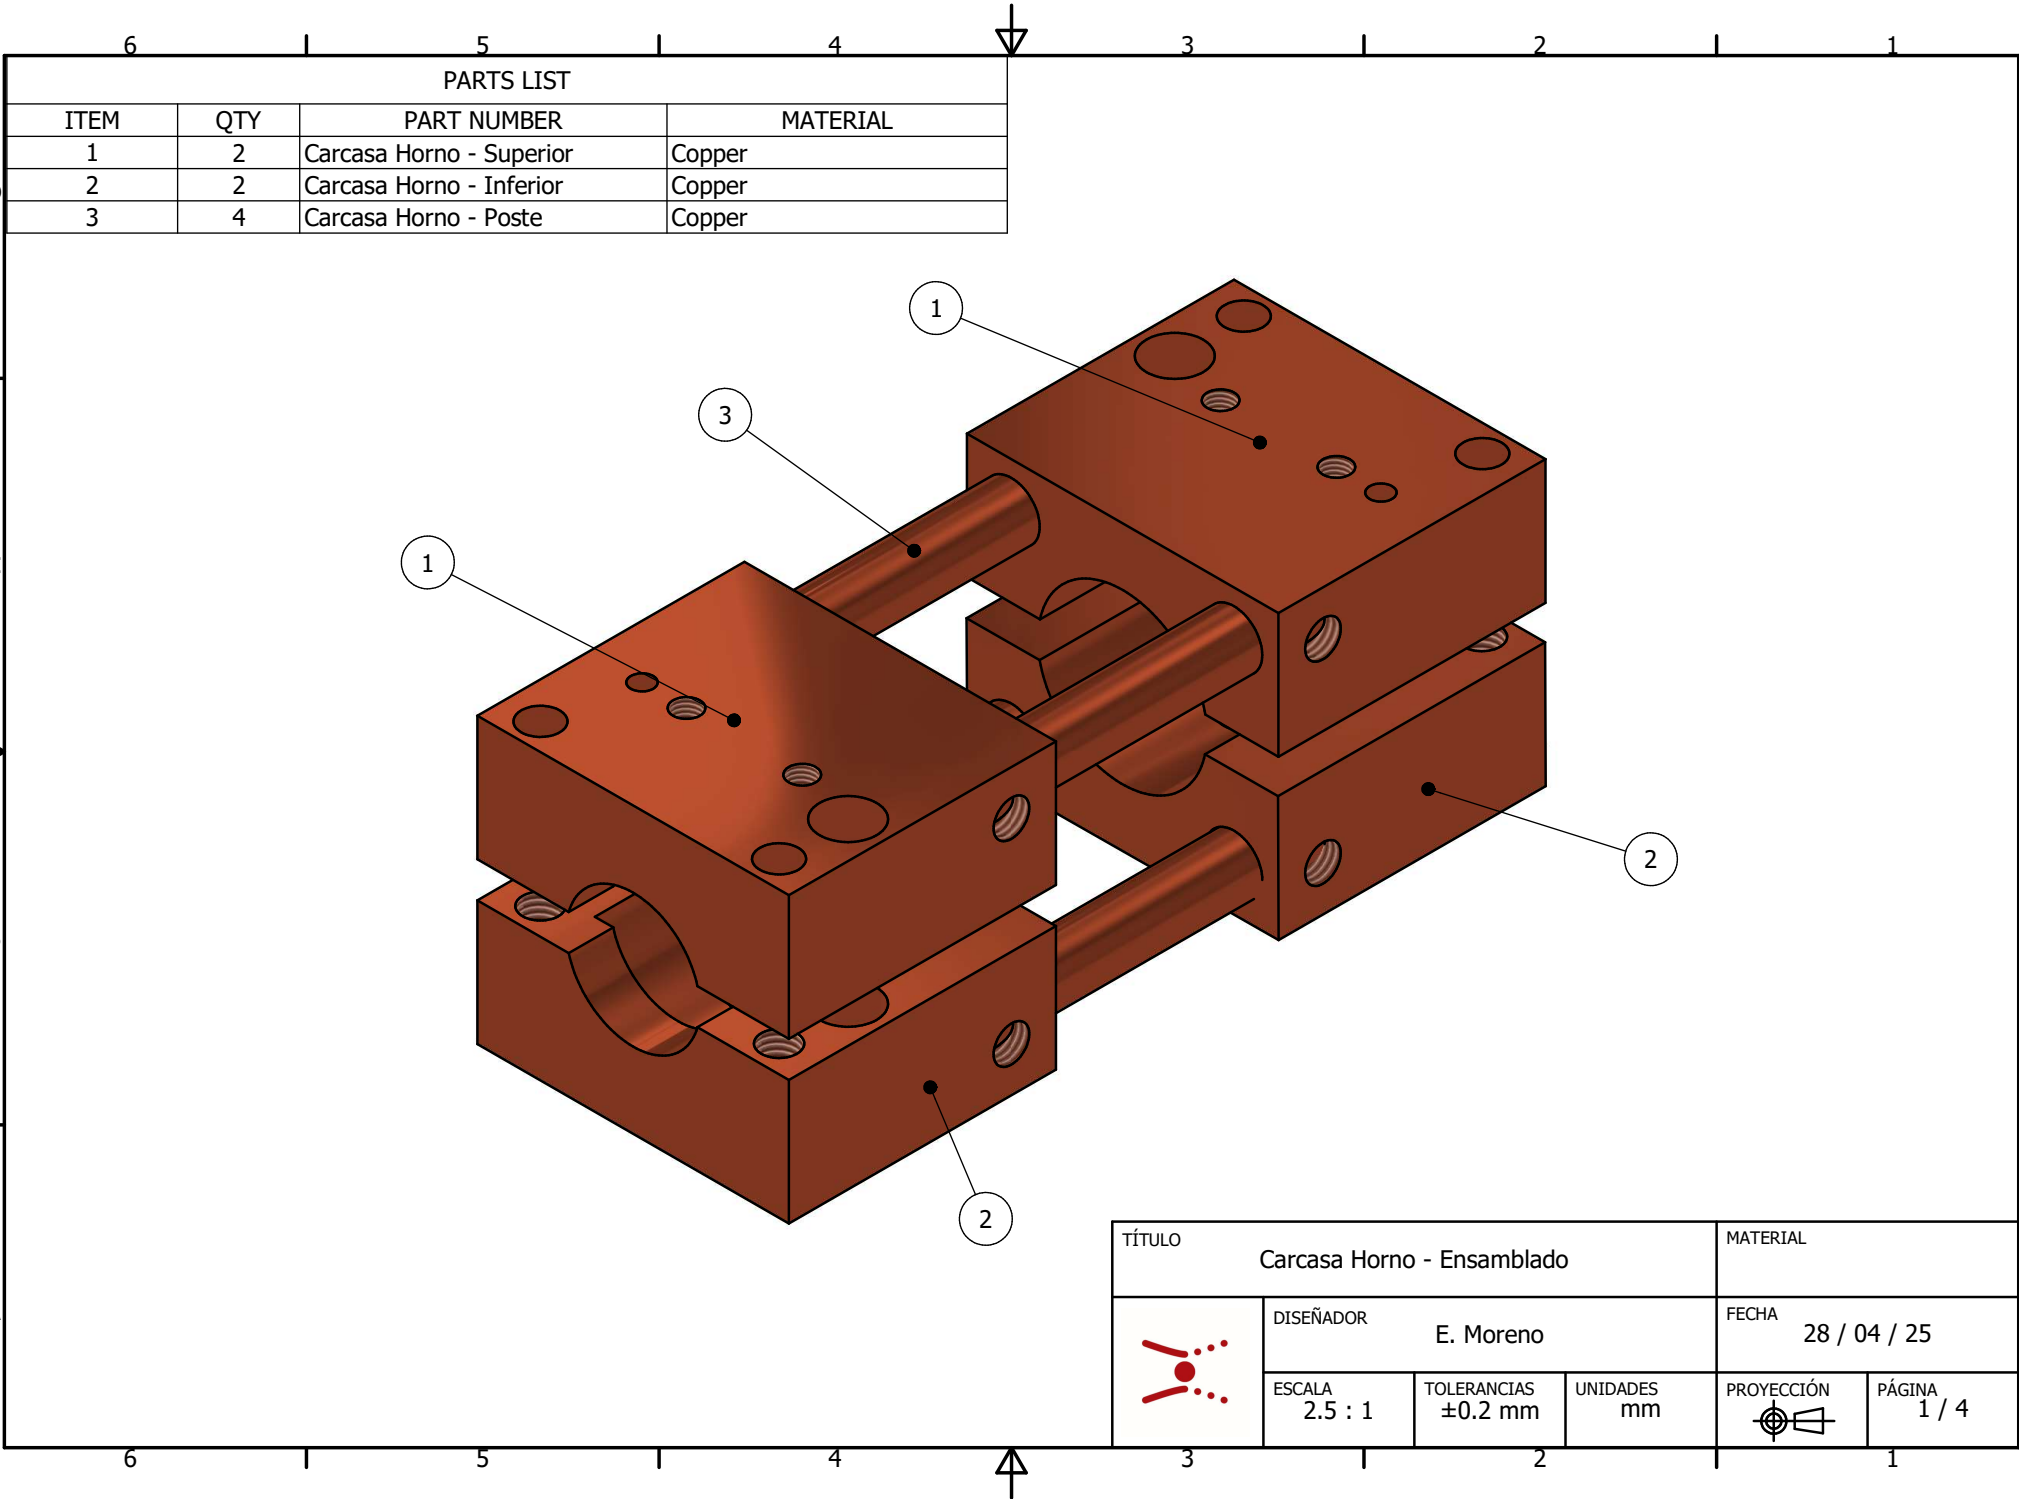 6 5 4 3 2 1
PARTS LIST
ITEM QTY PART NUMBER MATERIAL
1 2 Carcasa Horno - Superior Copper
2 2 Carcasa Horno - Inferior Copper
3 4 Carcasa Horno - Poste Copper
1
3
1
2
2
TÍTULO
Carcasa Horno - Ensamblado
MATERIAL
DISEÑADOR
E. Moreno
FECHA
28 / 04 / 25
ESCALA
2.5 : 1
TOLERANCIAS
±0.2 mm
UNIDADES
mm
PROYECCIÓN
PÁGINA
1 / 4
6 5 4 3 2 1